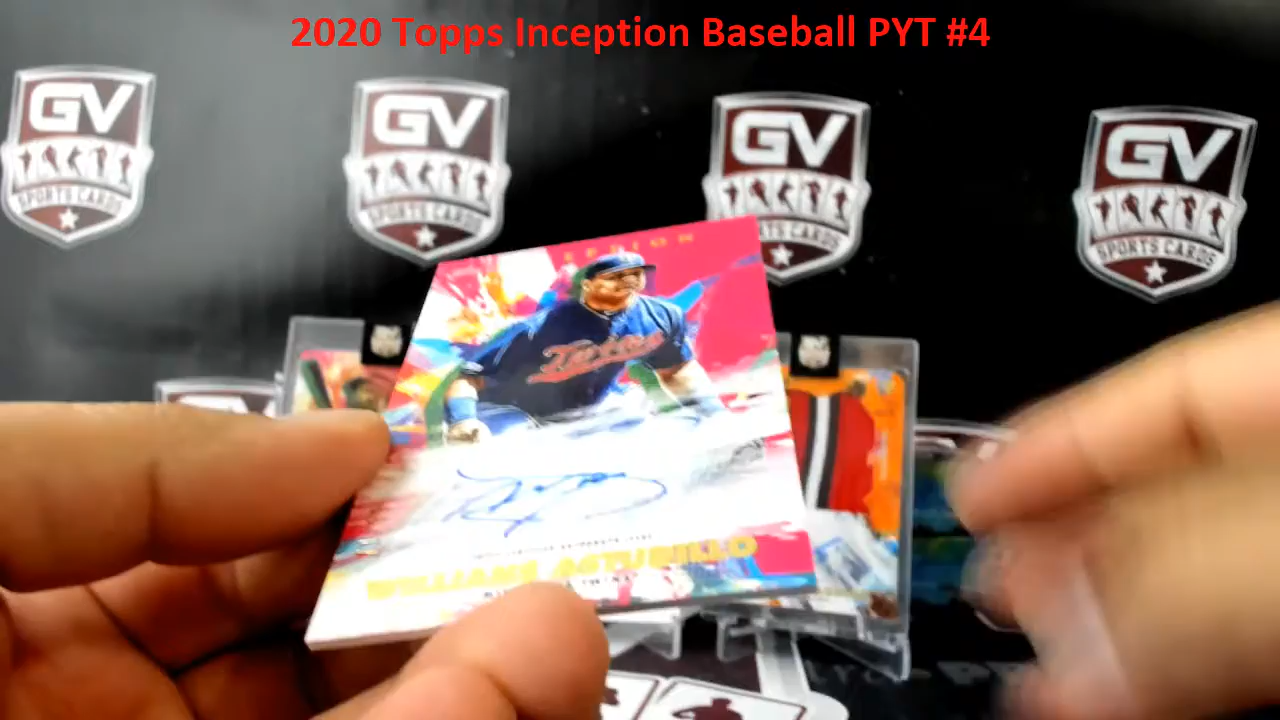 2020 Topps Inception Baseball PYT #4
GV
SPORTS CARDS
GV
SPORTS CARDS
GV
SPORTS CARDS
GV
SPORTS CARDS
Twins
WILLIANS ASTUDILLO
GV